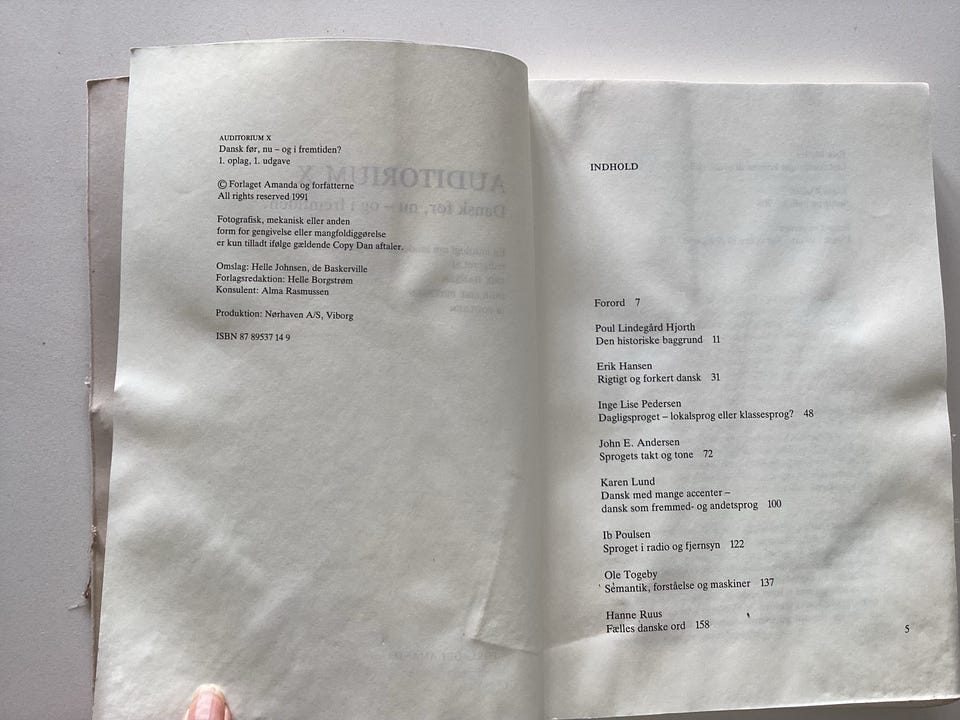 AUDITORIUM X
Dansk før, nu – og i fremtiden?
1. oplag, 1. udgave
© Forlaget Amanda og forfatterne
All rights reserved 1991
Fotografisk, mekanisk eller anden
form for gengivelse eller mangfoldiggørelse
er kun tilladt ifølge gældende Copy Dan aftaler.
Omslag: Helle Johnsen, de Baskerville
Forlagsredaktion: Helle Borgstrøm
Konsulent: Alma Rasmussen
Produktion: Nørhaven A/S, Viborg
ISBN 87 89537 14 9
INDHOLD
Forord 7
Poul Lindegård Hjorth
Den historiske baggrund 11
Erik Hansen
Rigtigt og forkert dansk 31
Inge Lise Pedersen
Dagligsproget – lokalsprog eller klassesprog? 48
John E. Andersen
Sprogets takt og tone 72
Karen Lund
Dansk med mange accenter –
dansk som fremmed- og andetsprog 100
Ib Poulsen
Sproget i radio og fjernsyn 122
Ole Togeby
Semantik, forståelse og maskiner 137
Hanne Ruus
Fælles danske ord 158
5